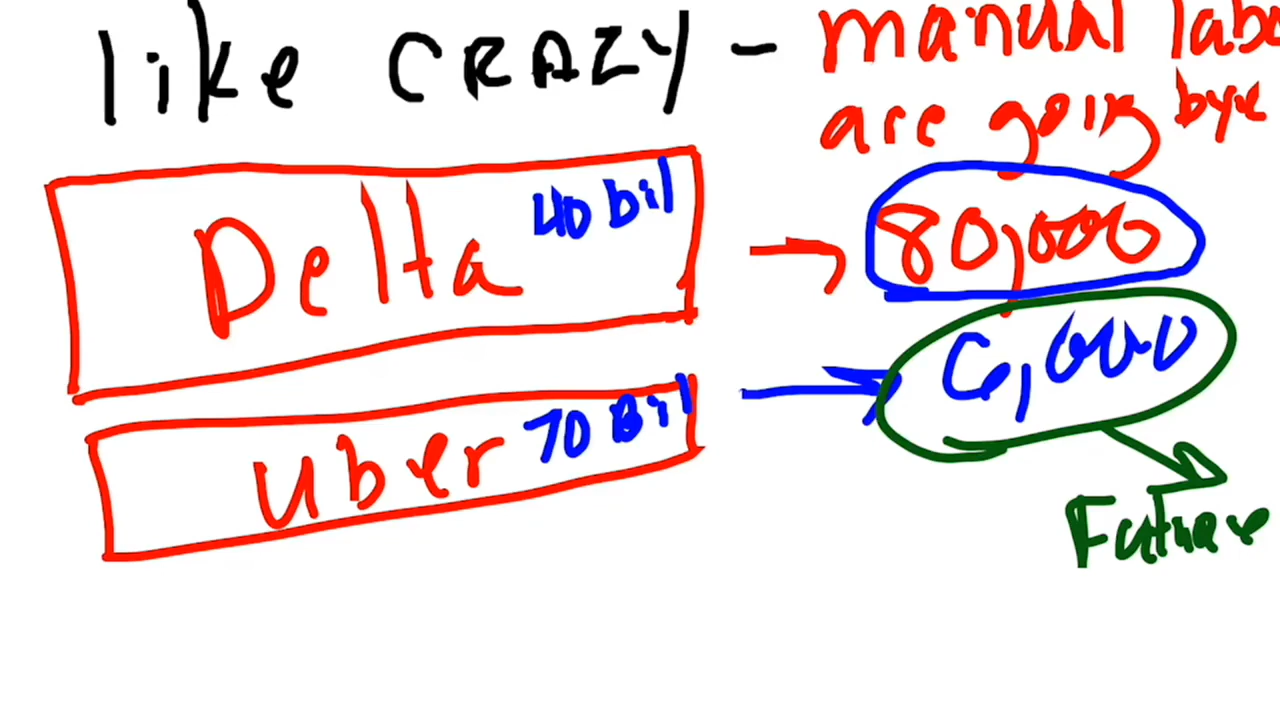 like CRAZY - manual labo
are going bye
Delta 40 bil → 80,000
Uber 70 Bil → 6,000
Future